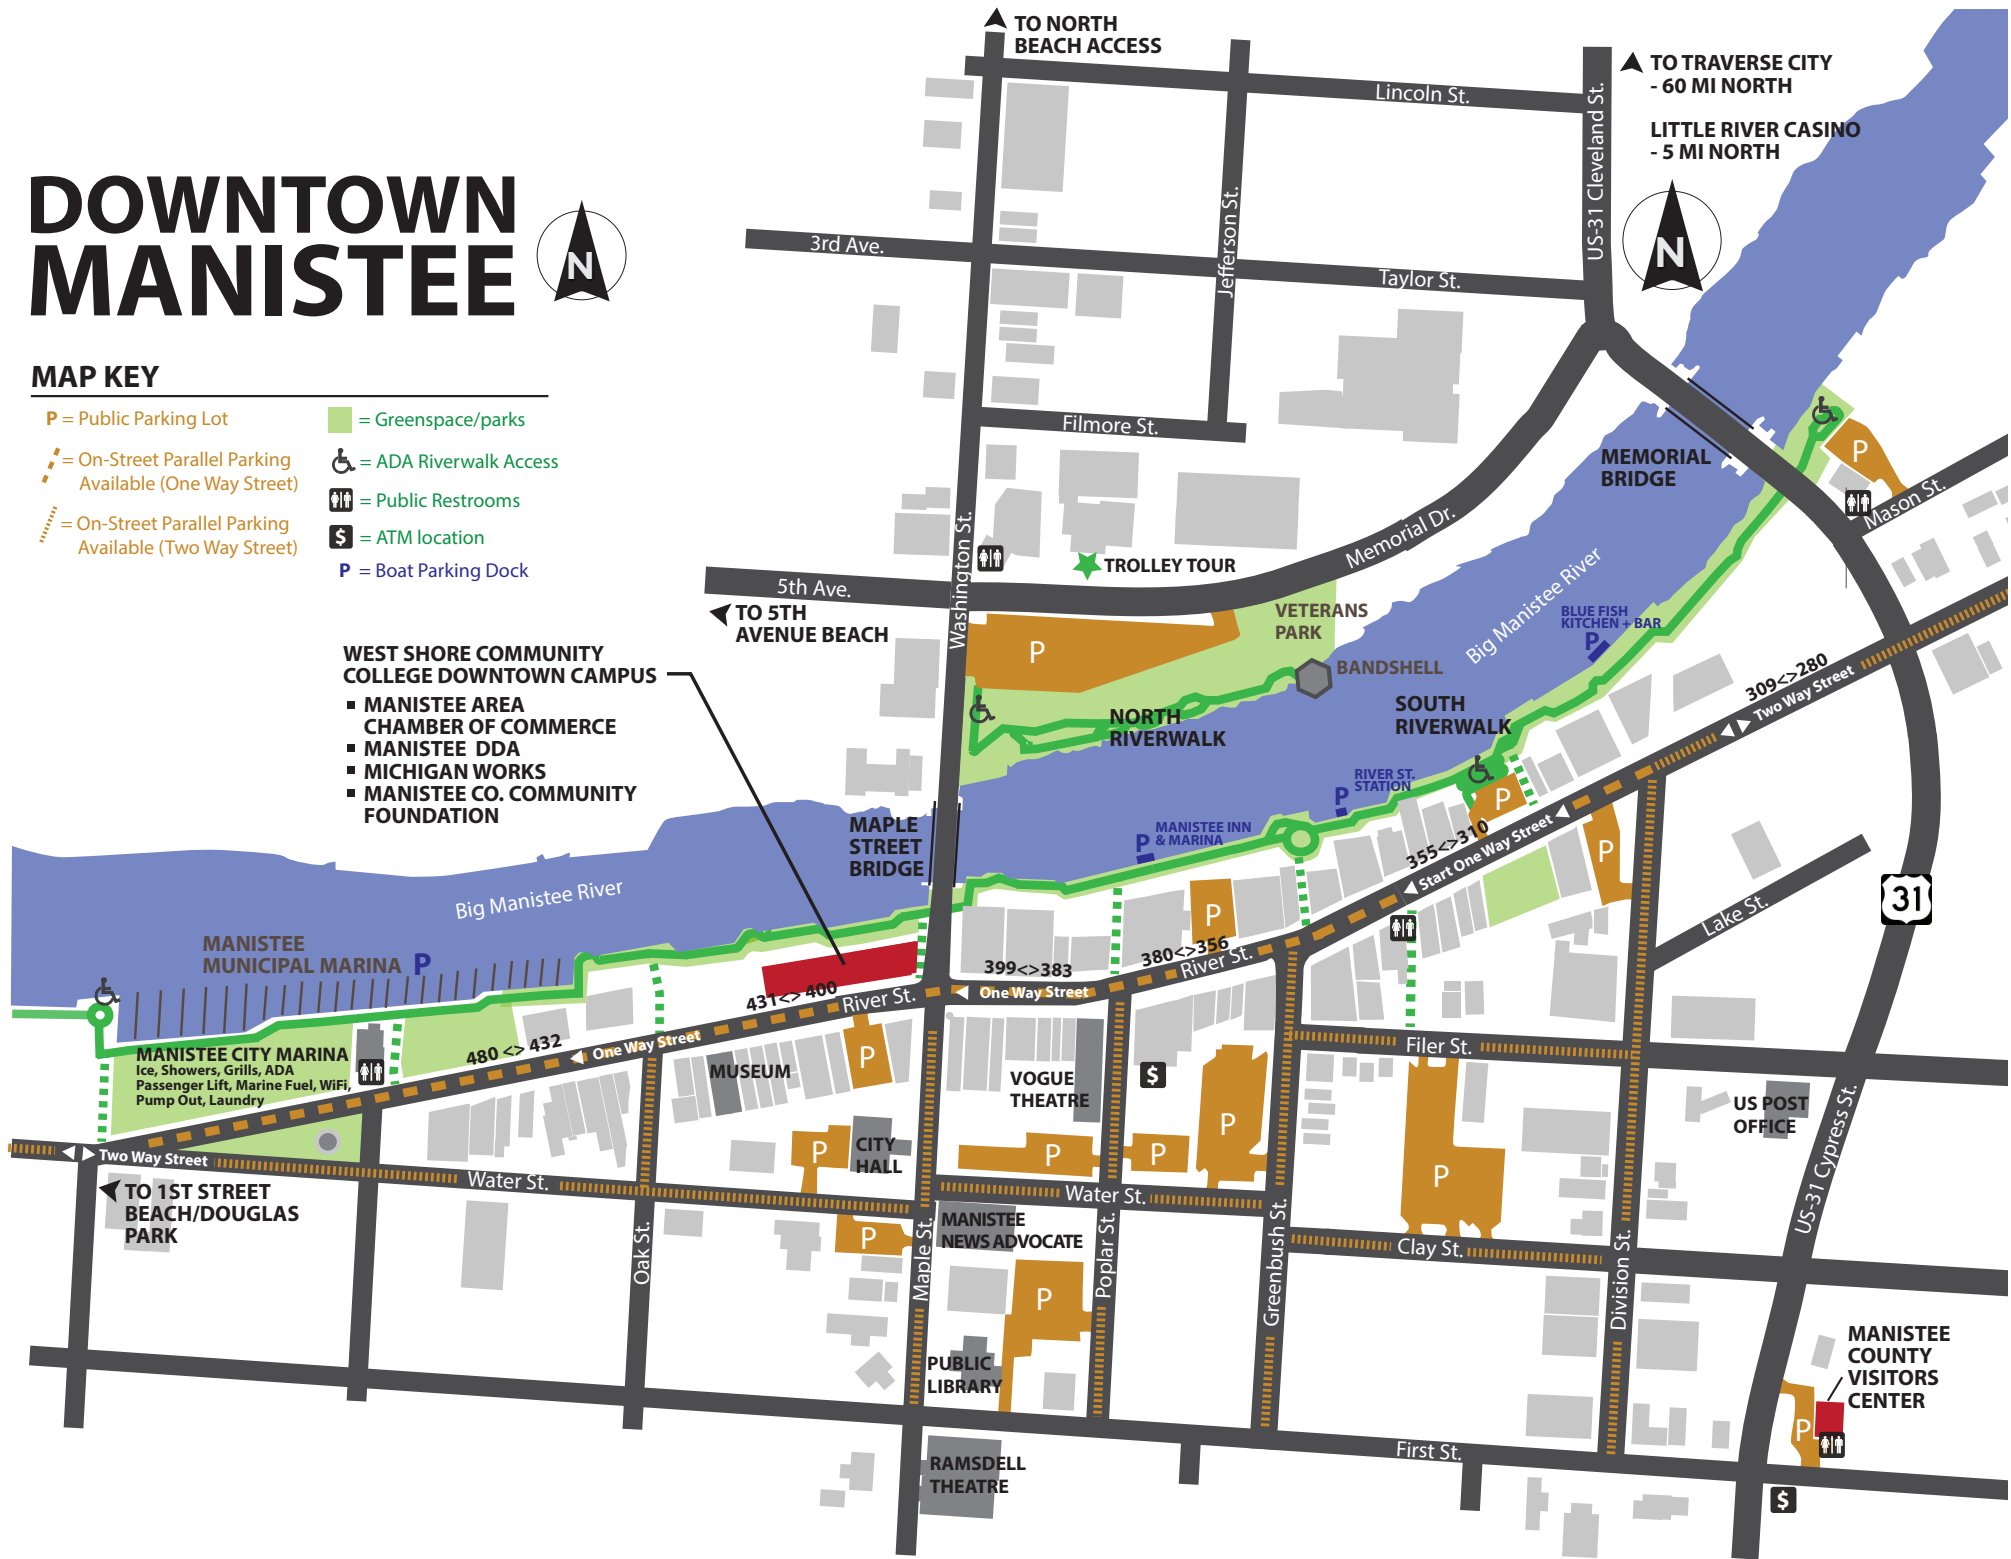 TO NORTH
BEACH ACCESS
TO TRAVERSE CITY
- 60 MI NORTH
LITTLE RIVER CASINO
- 5 MI NORTH
Lincoln St.
US-31 Cleveland St.
DOWNTOWN
MANISTEE
N
N
3rd Ave.
Jefferson St.
Taylor St.
MAP KEY
P = Public Parking Lot
= On-Street Parallel Parking
Available (One Way Street)
= On-Street Parallel Parking
Available (Two Way Street)
= Greenspace/parks
= ADA Riverwalk Access
= Public Restrooms
$ = ATM location
P = Boat Parking Dock
Filmore St.
Washington St.
MEMORIAL
BRIDGE
P
Mason St.
Memorial Dr.
TROLLEY TOUR
5th Ave.
TO 5TH
AVENUE BEACH
VETERANS
PARK
P
BANDSHELL
Big Manistee River
BLUE FISH
KITCHEN + BAR
P
309<>280
Two Way Street
WEST SHORE COMMUNITY
COLLEGE DOWNTOWN CAMPUS
▪ MANISTEE AREA
CHAMBER OF COMMERCE
▪ MANISTEE DDA
▪ MICHIGAN WORKS
▪ MANISTEE CO. COMMUNITY
FOUNDATION
NORTH
RIVERWALK
SOUTH
RIVERWALK
RIVER ST.
STATION
P
P
MANISTEE INN
& MARINA
P
MAPLE
STREET
BRIDGE
355<>310
Start One Way Street
P
31
Lake St.
Big Manistee River
MANISTEE
MUNICIPAL MARINA P
P
380<>356
River St.
399<>383
One Way Street
431<> 400
River St.
480 <> 432
One Way Street
MANISTEE CITY MARINA
Ice, Showers, Grills, ADA
Passenger Lift, Marine Fuel, WiFi,
Pump Out, Laundry
MUSEUM
P
VOGUE
THEATRE
$
Filer St.
US POST
OFFICE
US-31 Cypress St.
P
CITY
HALL
P
P
P
P
Two Way Street
TO 1ST STREET
BEACH/DOUGLAS
PARK
Water St.
Water St.
P
MANISTEE
NEWS ADVOCATE
Oak St.
Maple St.
Poplar St.
Greenbush St.
Clay St.
Division St.
P
P
PUBLIC
LIBRARY
MANISTEE
COUNTY
VISITORS
CENTER
P
First St.
RAMSDELL
THEATRE
$